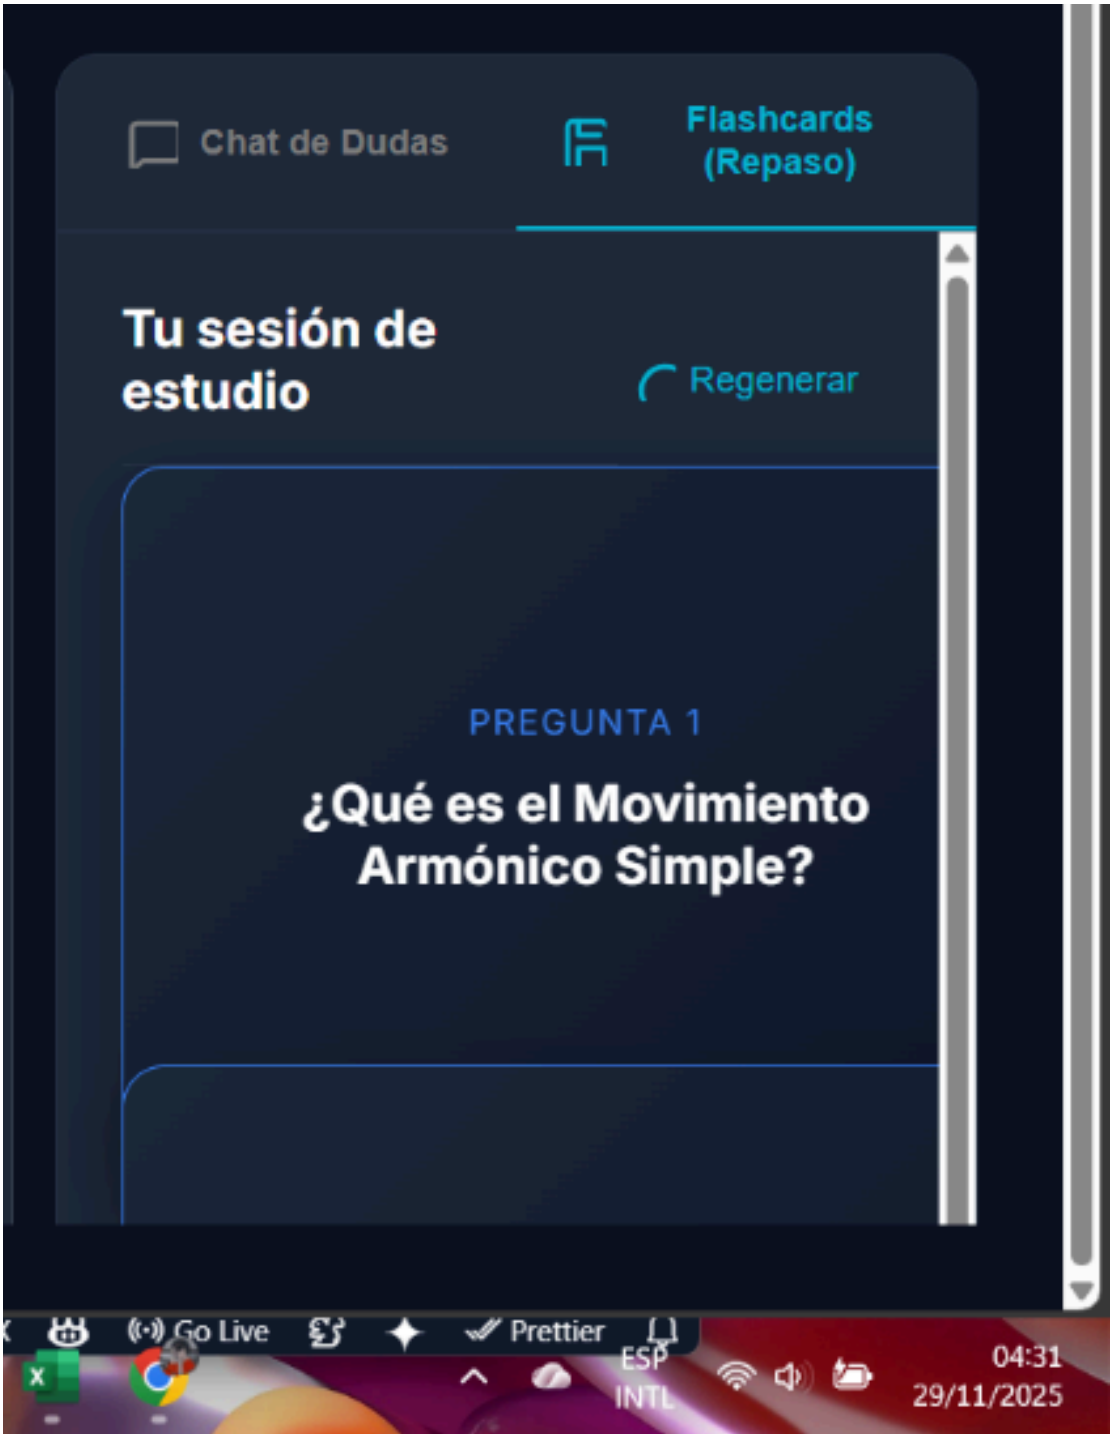 Chat de Dudas
Flashcards
(Repaso)
Tu sesión de
estudio
Regenerar
PREGUNTA 1
¿Qué es el Movimiento
Armónico Simple?
Go Live
Prettier
ESP
INTL
04:31
29/11/2025